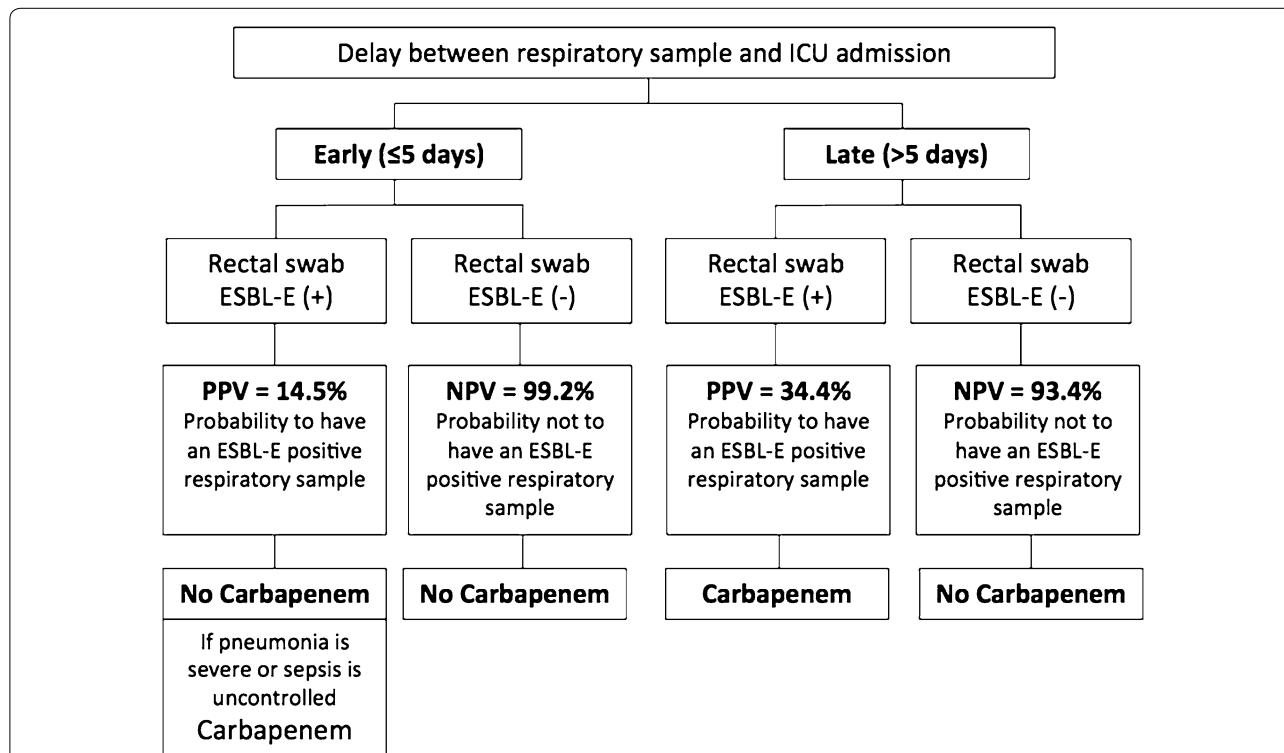 Delay between respiratory sample and ICU admission
Early (≤5 days)
Late (>5 days)
Rectal swab
ESBL-E (+)
Rectal swab
ESBL-E (-)
Rectal swab
ESBL-E (+)
Rectal swab
ESBL-E (-)
PPV = 14.5%
Probability to have
an ESBL-E positive
respiratory sample
NPV = 99.2%
Probability not to
have an ESBL-E
positive respiratory
sample
PPV = 34.4%
Probability to have
an ESBL-E positive
respiratory sample
NPV = 93.4%
Probability not to
have an ESBL-E
positive respiratory
sample
No Carbapenem
If pneumonia is
severe or sepsis is
uncontrolled
Carbapenem
No Carbapenem
Carbapenem
No Carbapenem